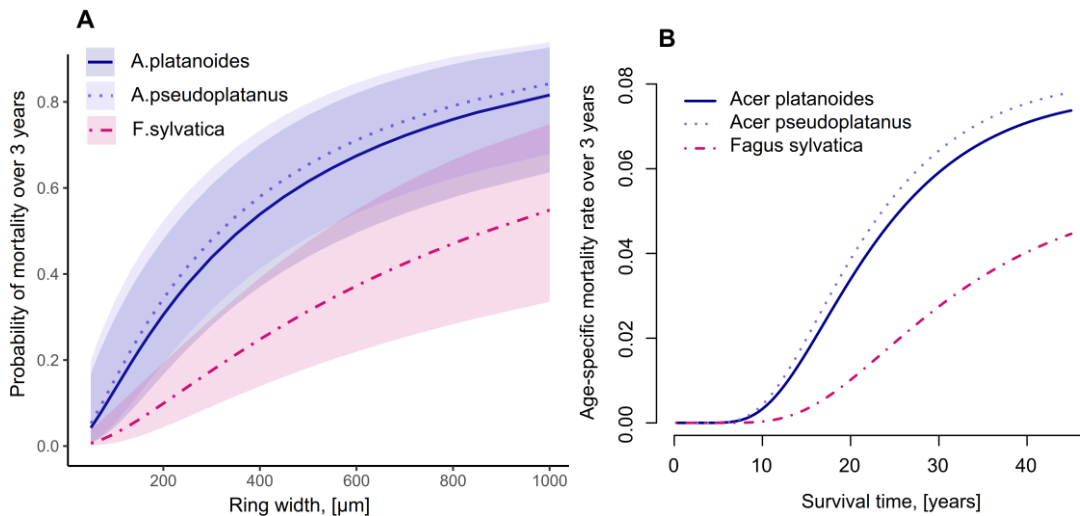 A
A.platanoides
A.pseudoplatanus
F.sylvatica
Probability of mortality over 3 years
0.8
0.6
0.4
0.2
0.0
200
400
600
800
1000
Ring width, [µm]
B
Acer platanoides
Acer pseudoplatanus
Fagus sylvatica
Age-specific mortality rate over 3 years
0.08
0.06
0.04
0.02
0.00
0
10
20
30
40
Survival time, [years]